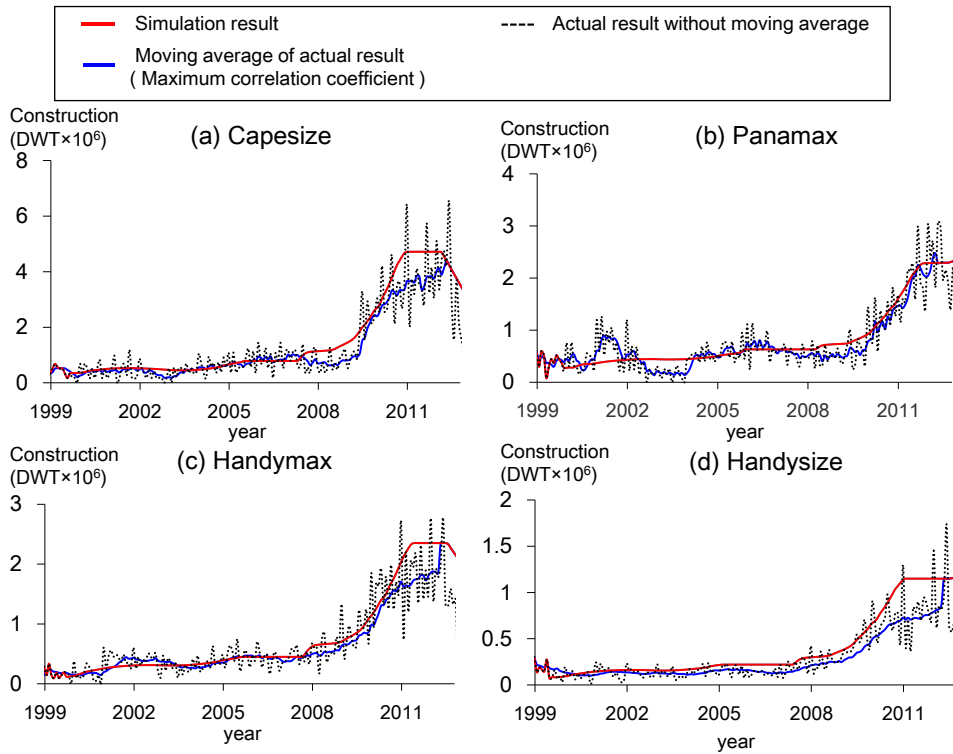 Simulation result
Actual result without moving average
Moving average of actual result
( Maximum correlation coefficient )
Construction
(DWT×10⁶)
(a) Capesize
8
6
4
2
0
1999
2002
2005
2008
2011
year
Construction
(DWT×10⁶)
(b) Panamax
4
3
2
1
0
1999
2002
2005
2008
2011
year
Construction
(DWT×10⁶)
(c) Handymax
3
2
1
0
1999
2002
2005
2008
2011
year
Construction
(DWT×10⁶)
(d) Handysize
2
1.5
1
0.5
0
1999
2002
2005
2008
2011
year